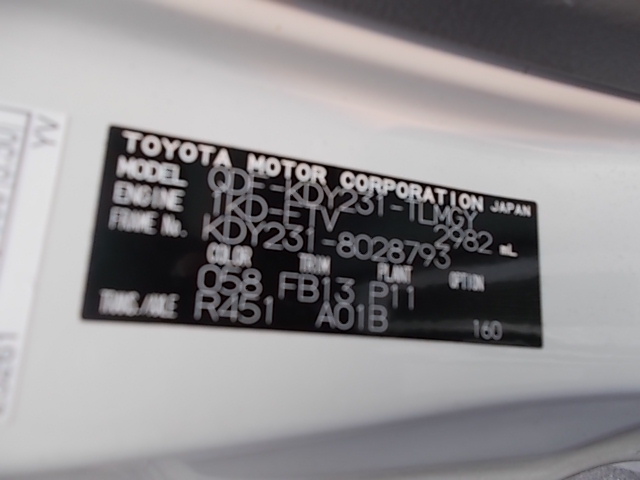 TOYOTA MOTOR CORPORATION JAPAN
MODEL QDF-KDY231-TLMGY
ENGINE 1KD-FTV 2982 mL
FRAME No. KDY231-8028793
COLOR TRIM PLANT OPTION
058 FB13 P11
TRANS/AXLE R451 A01B 160